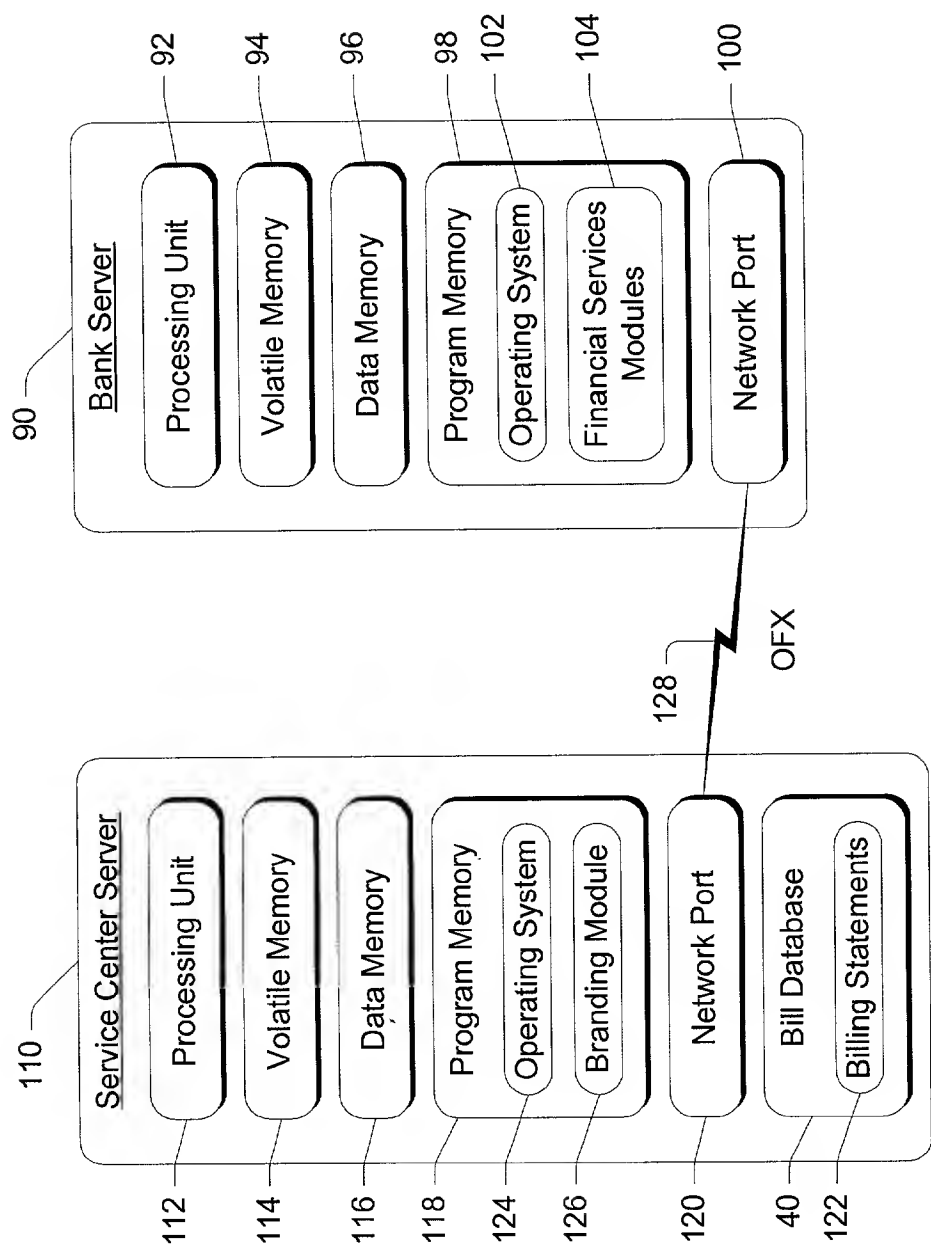 110
Service Center Server
112
Processing Unit
114
Volatile Memory
116
Data Memory
118
Program Memory
124
Operating System
126
Branding Module
120
Network Port
40
Bill Database
122
Billing Statements
128
OFX
90
Bank Server
Processing Unit
92
Volatile Memory
94
Data Memory
96
Program Memory
98
Operating System
102
Financial Services
Modules
104
Network Port
100